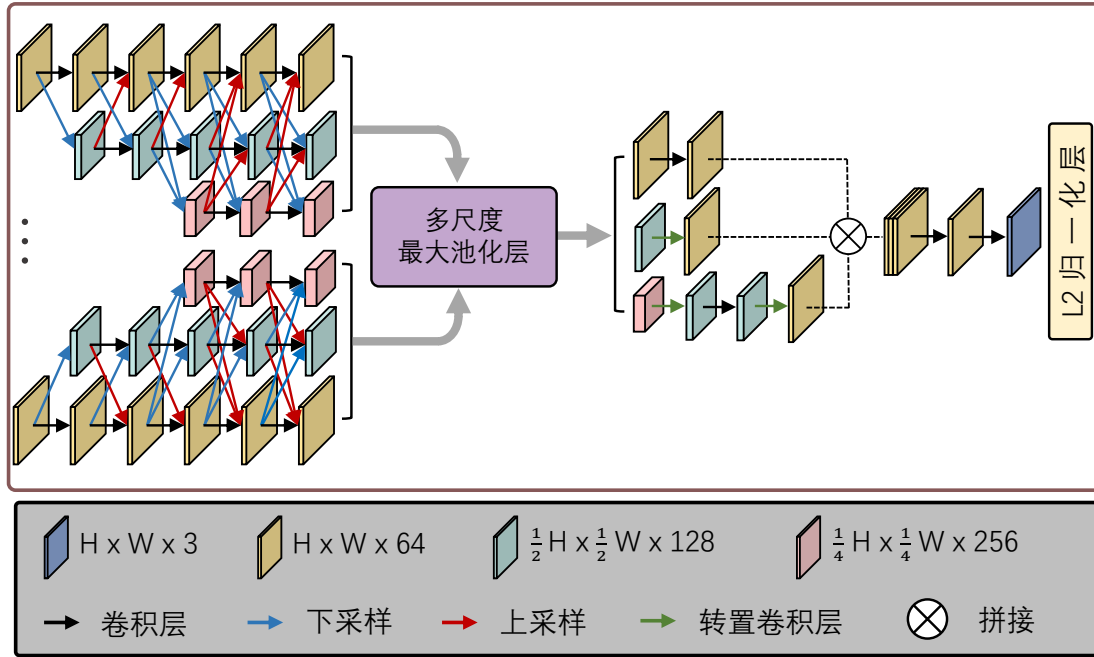 多尺度
最大池化层
L2归一化层
H x W x 3
H x W x 64
1/2 H x 1/2 W x 128
1/4 H x 1/4 W x 256
卷积层
下采样
上采样
转置卷积层
拼接